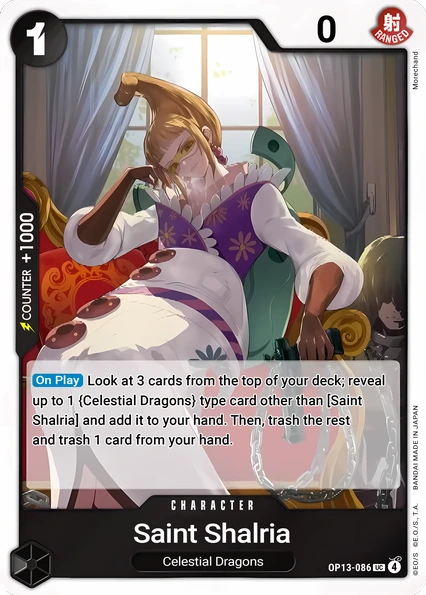 1
0
射
RANGED
Morechand
COUNTER +1000
On Play Look at 3 cards from the top of your deck; reveal
up to 1 {Celestial Dragons} type card other than [Saint
Shalria] and add it to your hand. Then, trash the rest
and trash 1 card from your hand.
CHARACTER
Saint Shalria
Celestial Dragons
OP13-086 UC 4
©E.O./S ©E.O./S., T.A. BANDAI MADE IN JAPAN